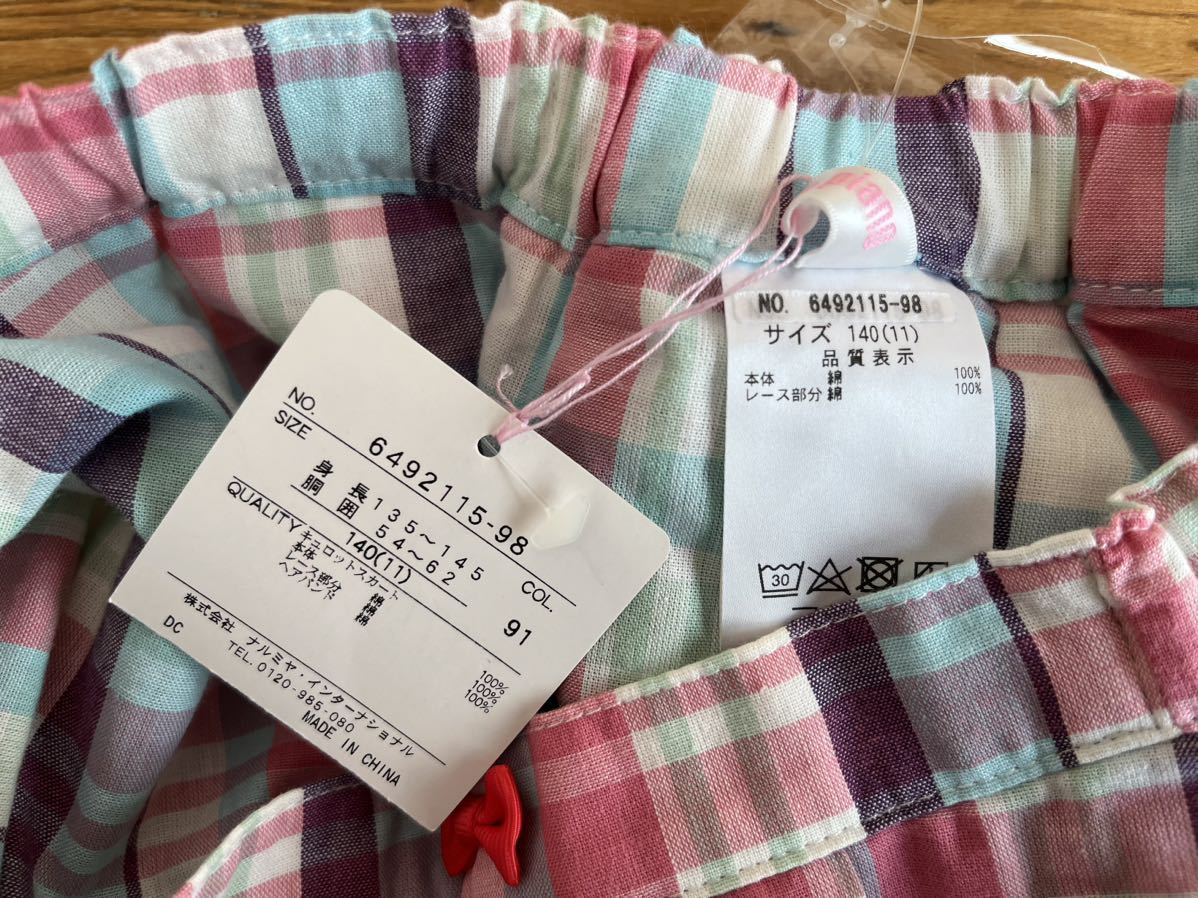 NO. 6492115-98
サイズ 140(11)
品質表示
本体 綿 100%
レース部分 綿 100%
30
NO. 6492115-98 COL. 91
SIZE 身長 135～145
胴囲 54～62
140(11)
QUALITY キュロットスカート
本体 綿 100%
レース部分 綿 100%
ヘアバンド 綿 100%
株式会社 ナルミヤ・インターナショナル
DC TEL.0120-985-080
MADE IN CHINA